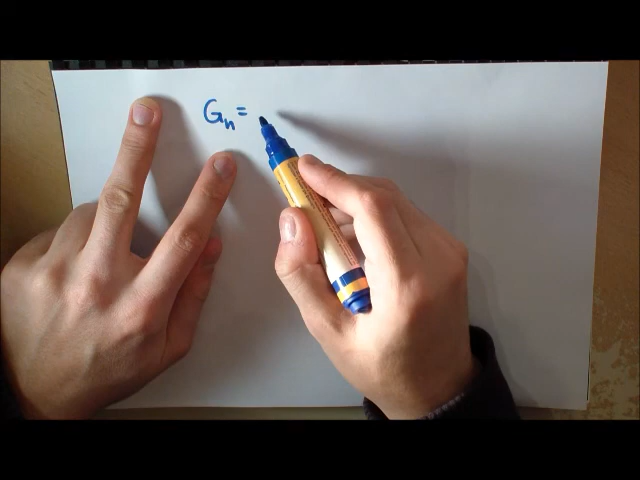 Gₙ =